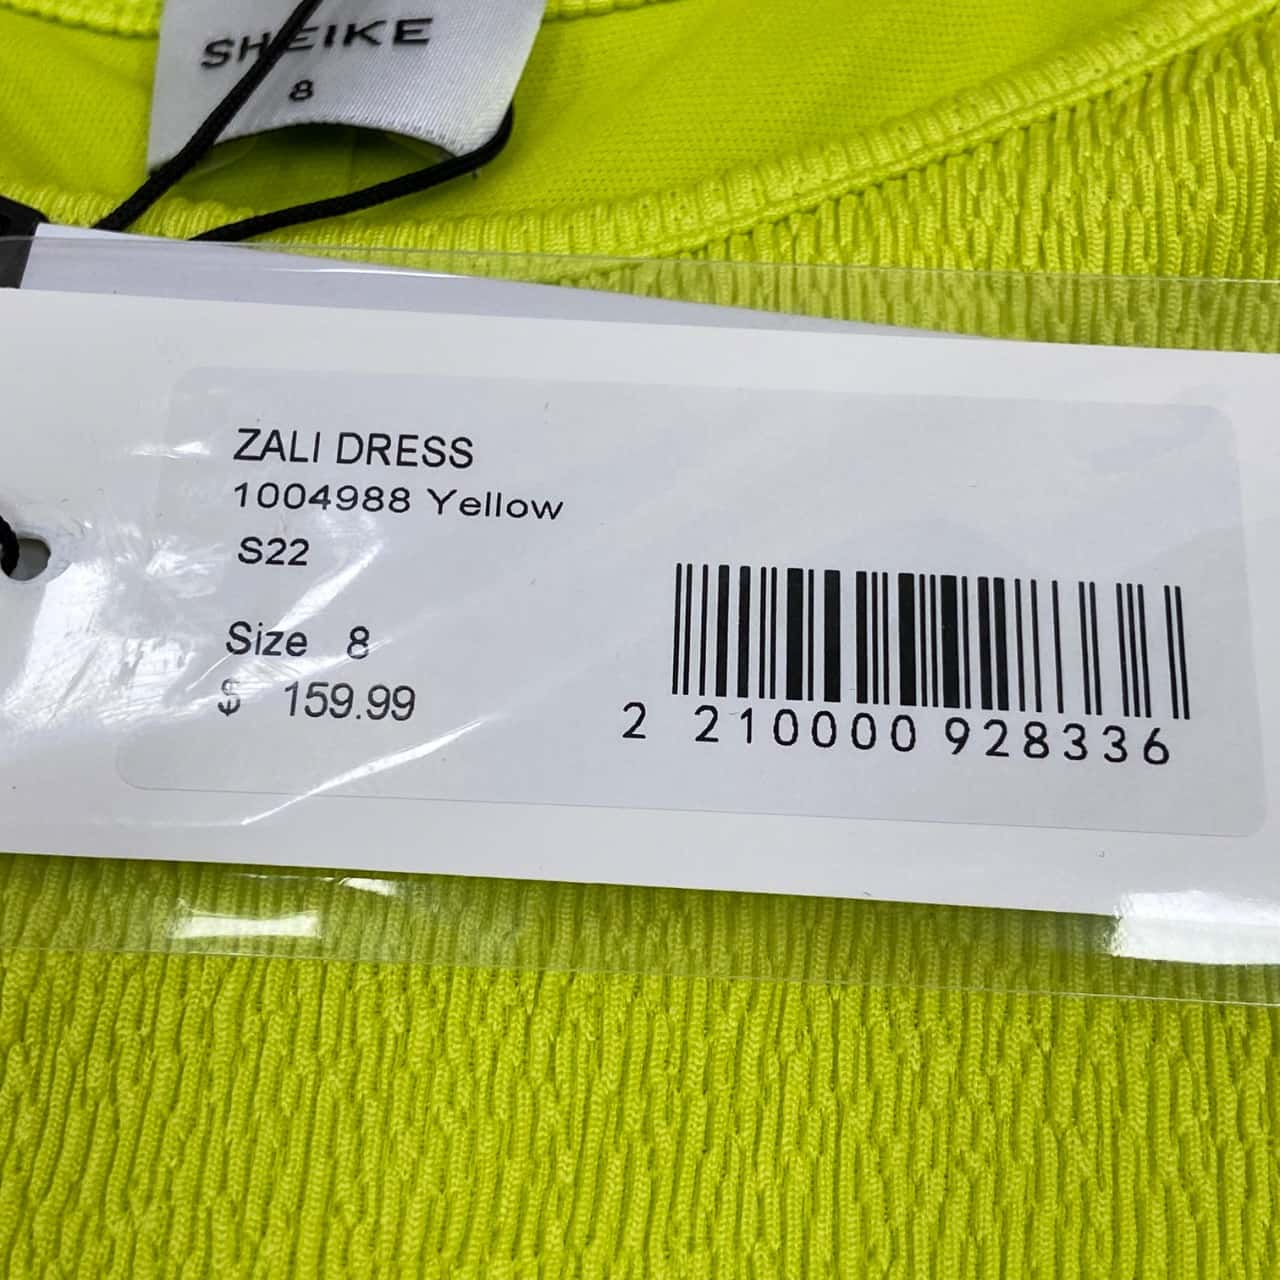 SHEIKE
8
ZALI DRESS
1004988 Yellow
S22
Size 8
$ 159.99
2 210000 928336